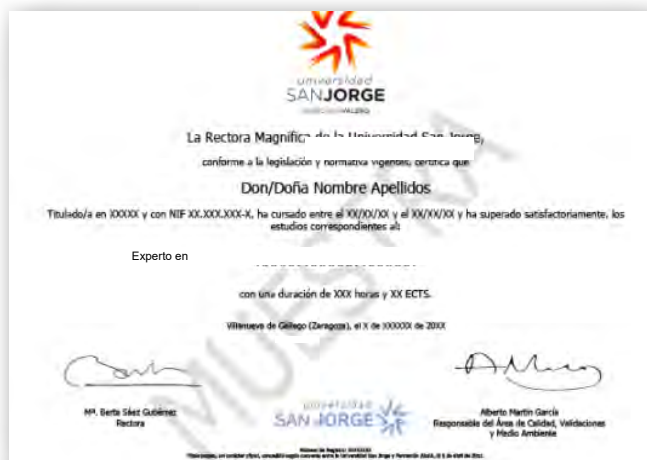 universidad
SANJORGE
La Rectora Magnífica de la Universidad San Jorge,
conforme a la legislación y normativa vigentes, certifica que
Don/Doña Nombre Apellidos
Titulado/a en XXXXX y con NIF XX.XXX.XXX-X, ha cursado entre el XX/XX/XX y el XX/XX/XX y ha superado satisfactoriamente, los
estudios correspondientes al:
Experto en
con una duración de XXX horas y XX ECTS.
Villanueva de Gállego (Zaragoza), el X de XXXXXX de 20XX
MUESTRA
Mª. Berta Sáez Gutiérrez
Rectora
universidad
SANJORGE
Alberto Martín García
Responsable del Área de Calidad, Validaciones
y Medio Ambiente